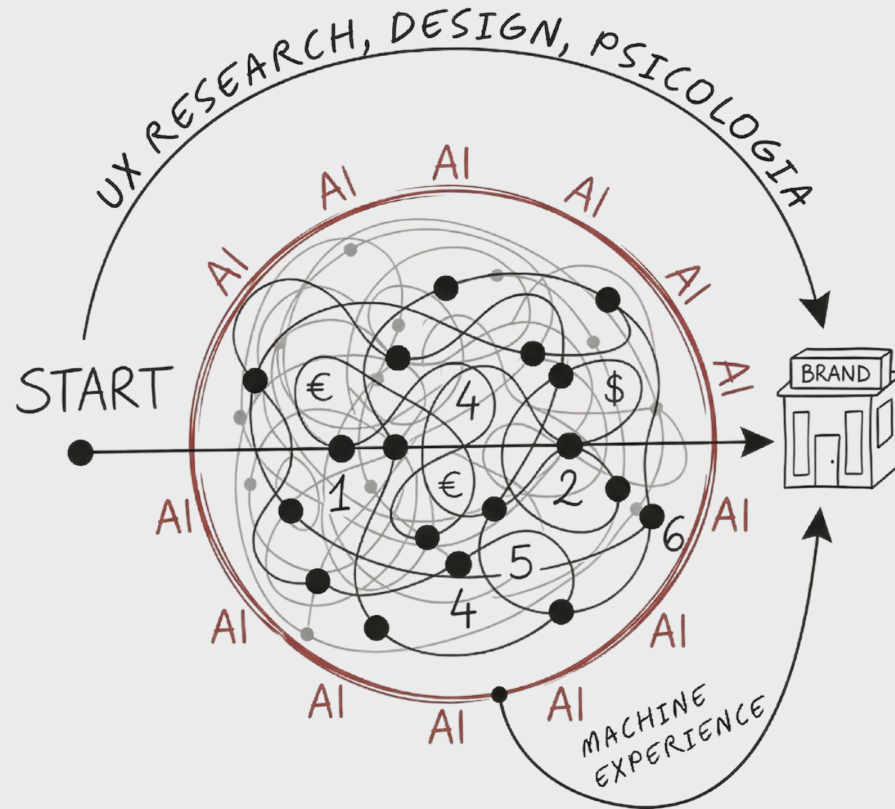 UX RESEARCH, DESIGN, PSICOLOGIA
AI
AI
AI
AI
AI
AI
START
BRAND
€
4
$
1
€
2
AI
AI
6
5
4
AI
AI
AI
AI
AI
MACHINE
EXPERIENCE